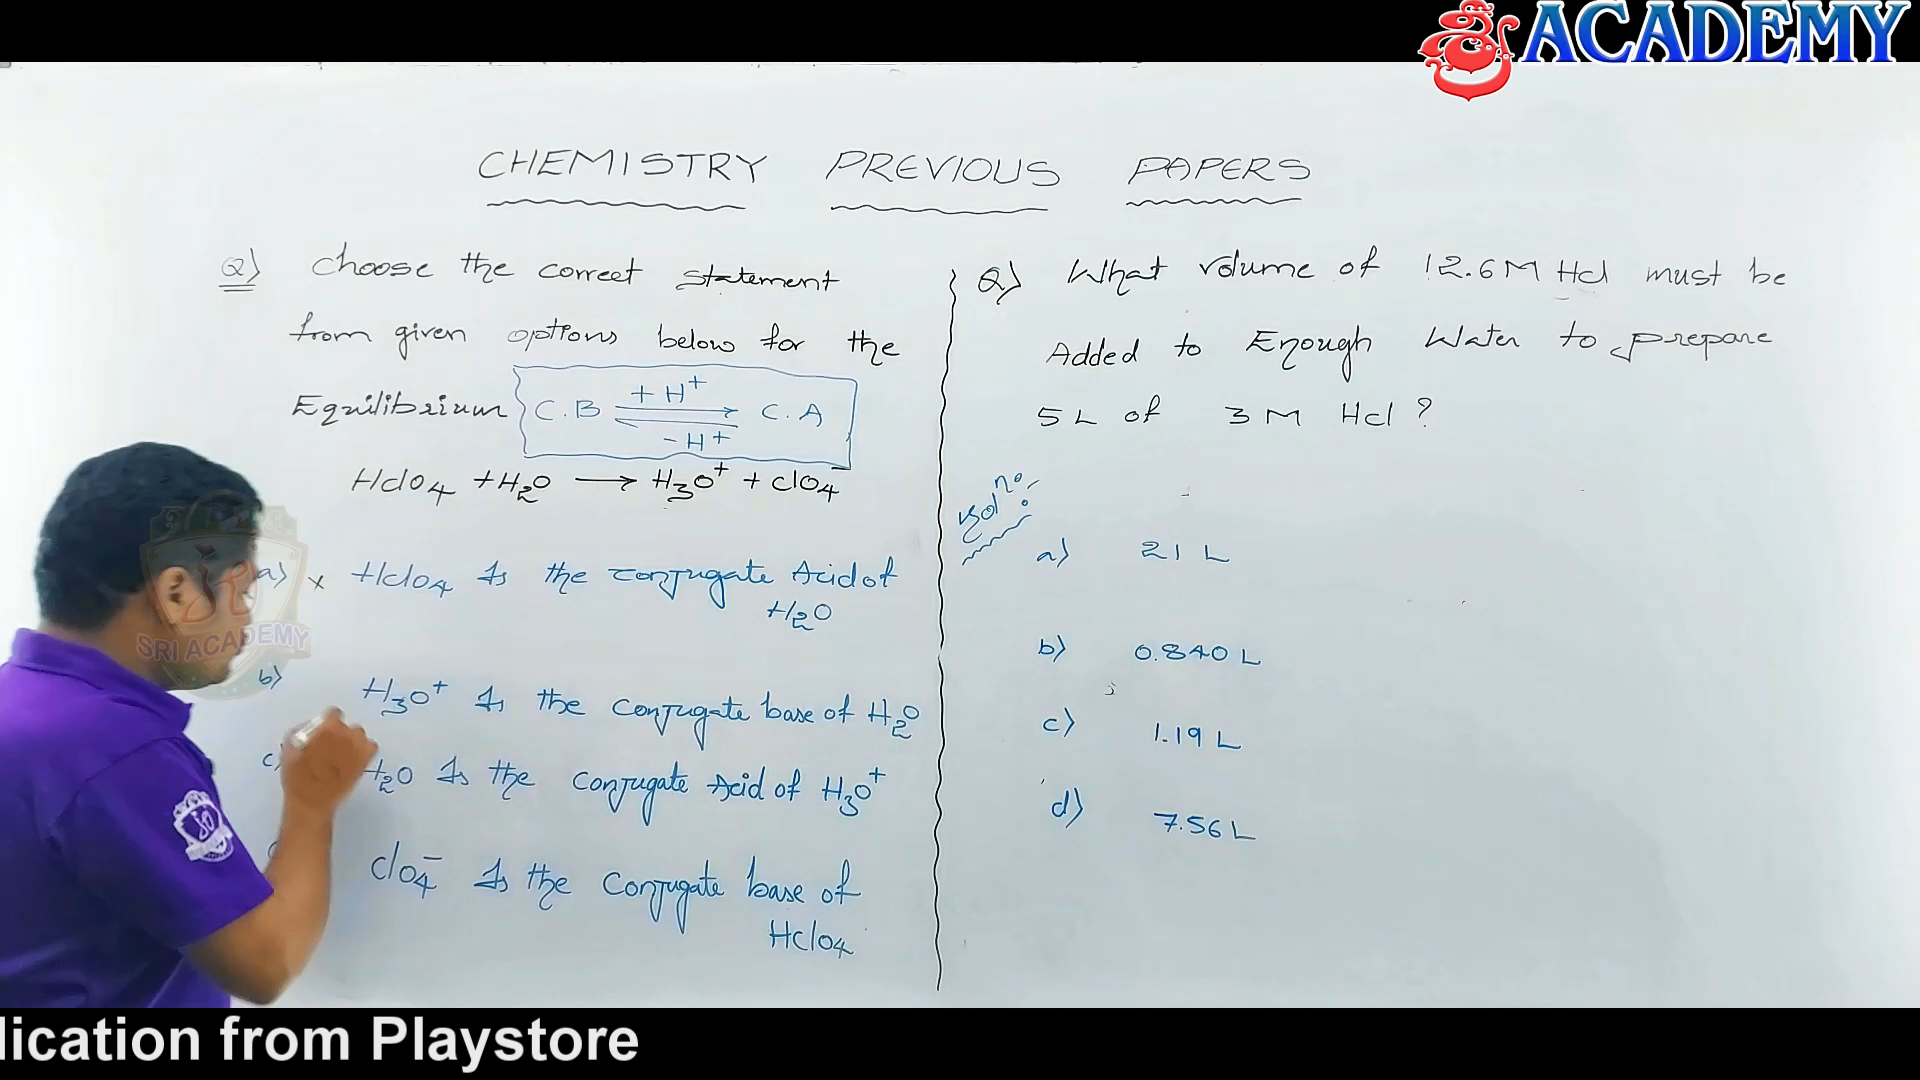 ACADEMY
CHEMISTRY PREVIOUS PAPERS
Q) Choose the correct statement
from given options below for the
Equilibrium
+ H⁺
C.B ⇌ C.A
- H⁺
HClO₄ + H₂O → H₃O⁺ + ClO₄⁻
a) × HClO₄ Is the conjugate Acid of
H₂O
b) H₃O⁺ Is the conjugate base of H₂O
c) H₂O Is the conjugate Acid of H₃O⁺
ClO₄⁻ Is the conjugate base of
HClO₄
Q) What volume of 12.6 M HCl must be
Added to Enough Water to prepare
5 L of 3 M HCl ?
a) 21 L
b) 0.840 L
c) 1.19 L
d) 7.56 L
SRI ACADEMY
lication from Playstore